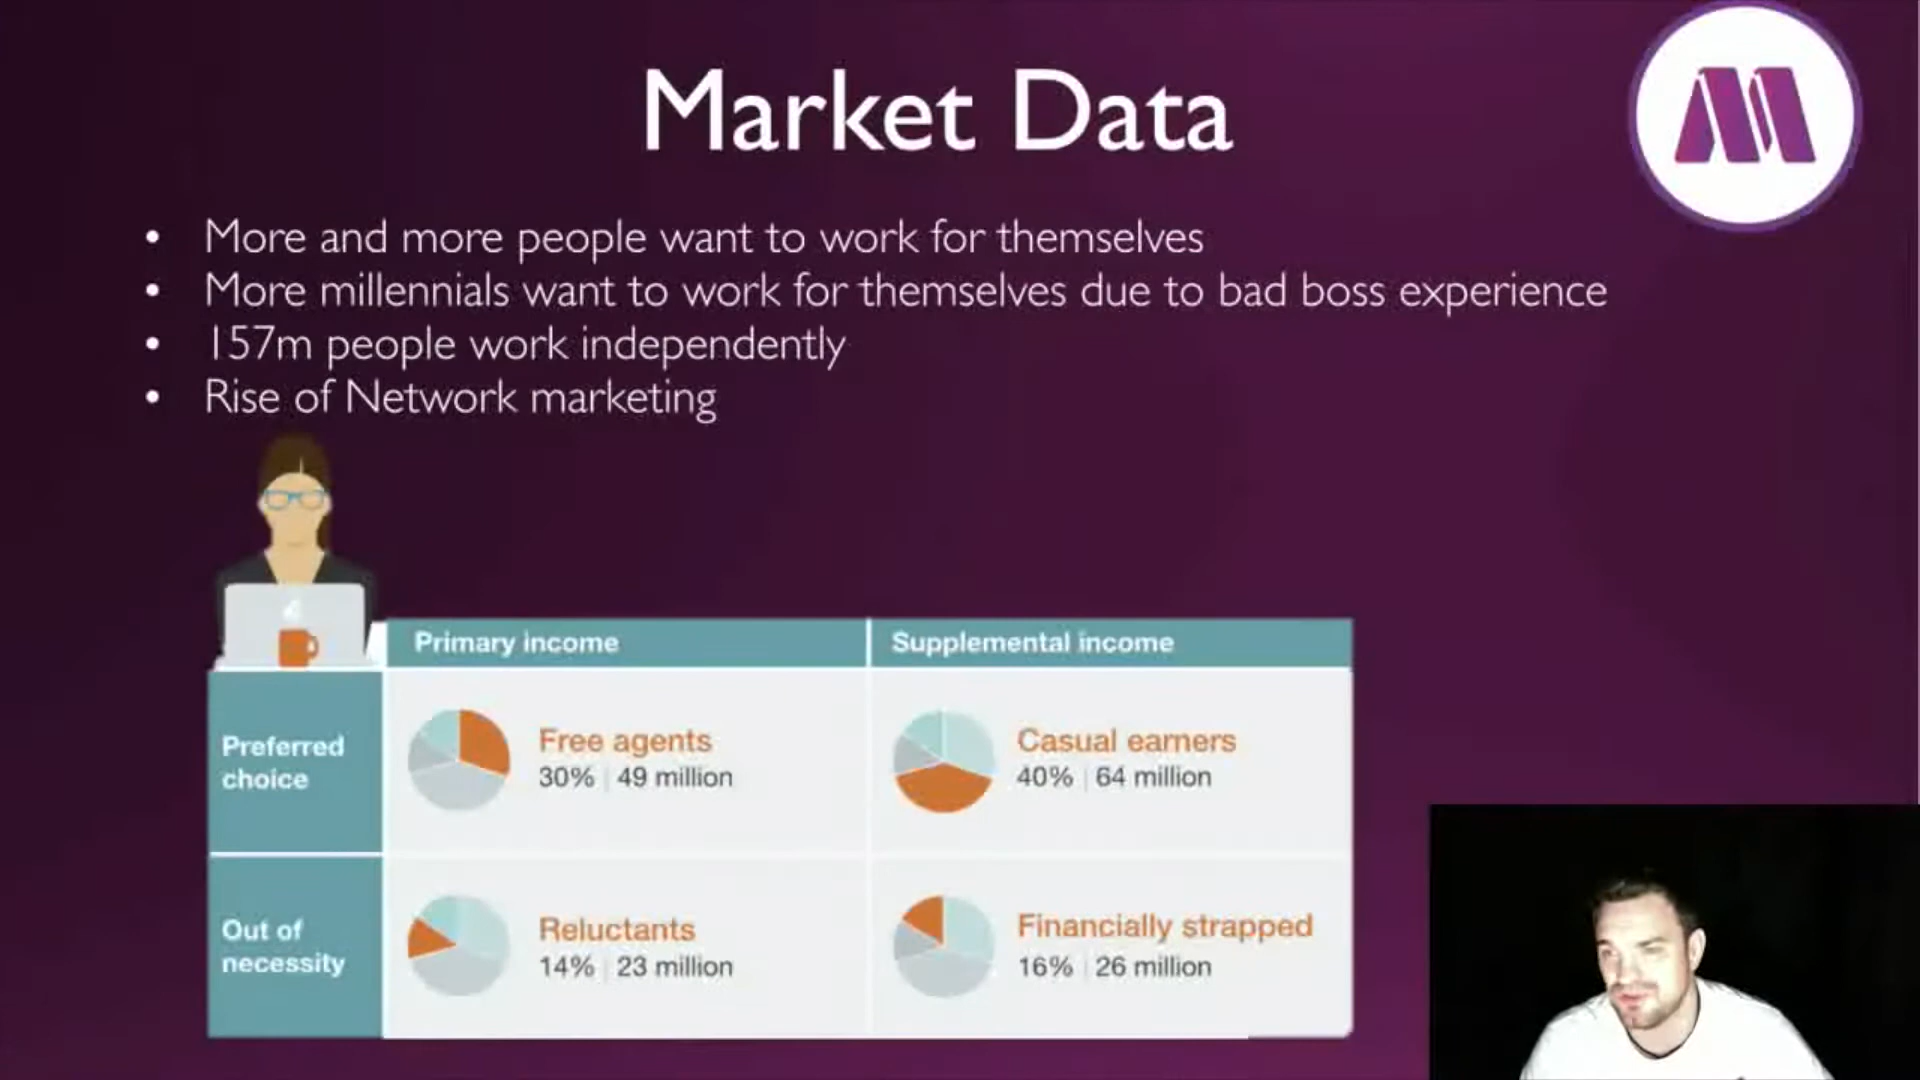 Market Data
• More and more people want to work for themselves
• More millennials want to work for themselves due to bad boss experience
• 157m people work independently
• Rise of Network marketing
Primary income
Supplemental income
Preferred
choice
Free agents
30% | 49 million
Casual earners
40% | 64 million
Out of
necessity
Reluctants
14% | 23 million
Financially strapped
16% | 26 million